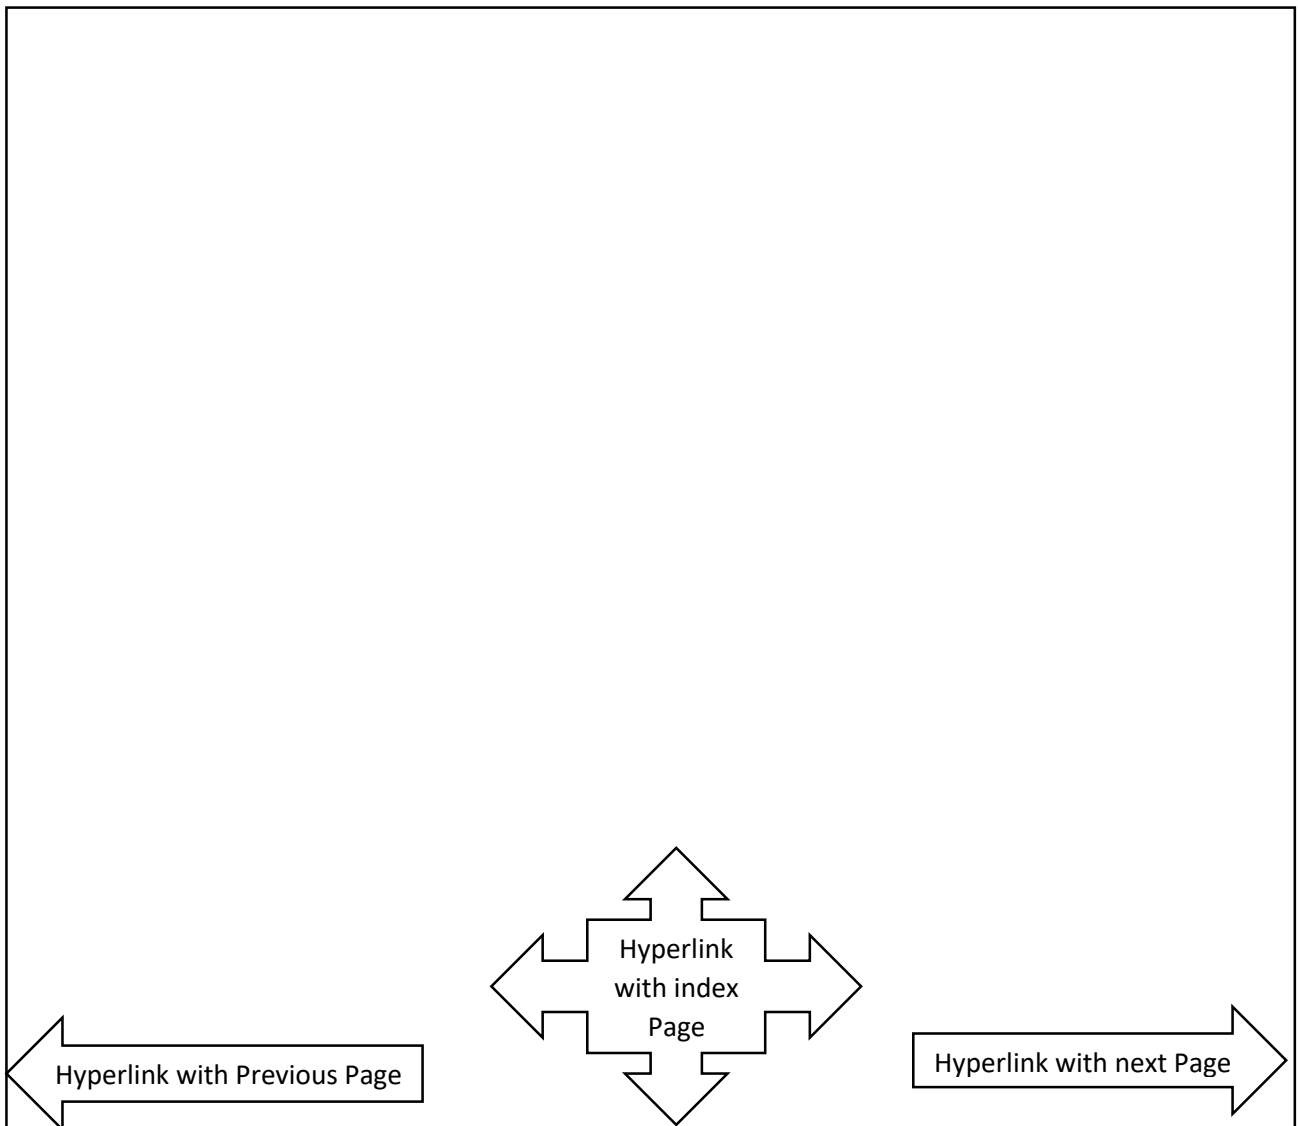 Hyperlink
with index
Page
Hyperlink with Previous Page
Hyperlink with next Page